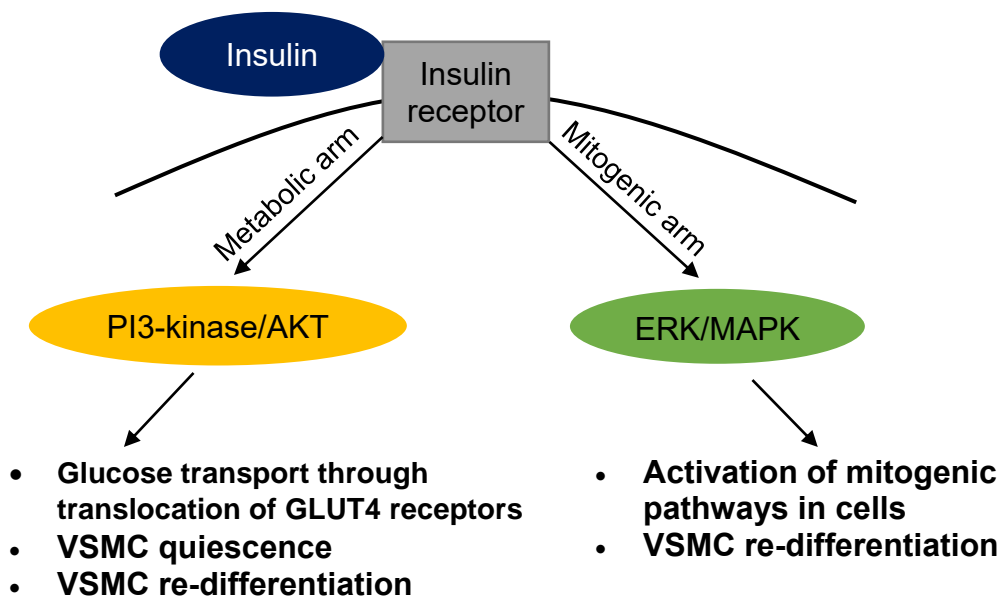 Insulin
Insulin
receptor
Metabolic arm
Mitogenic arm
PI3-kinase/AKT
ERK/MAPK
• Glucose transport through
translocation of GLUT4 receptors
• VSMC quiescence
• VSMC re-differentiation
• Activation of mitogenic
pathways in cells
• VSMC re-differentiation